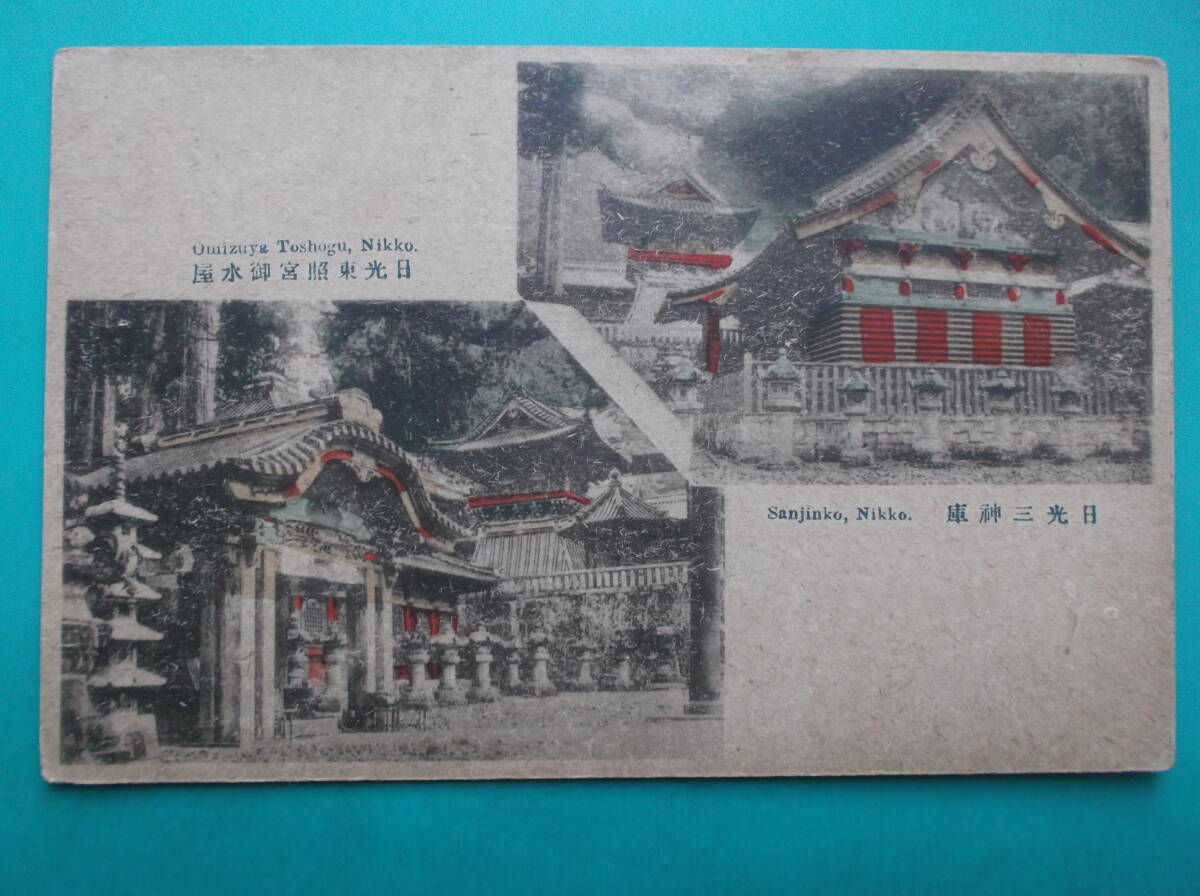 Omizuya Toshogu, Nikko.
屋水御宮照東光日
Sanjinko, Nikko. 庫神三光日